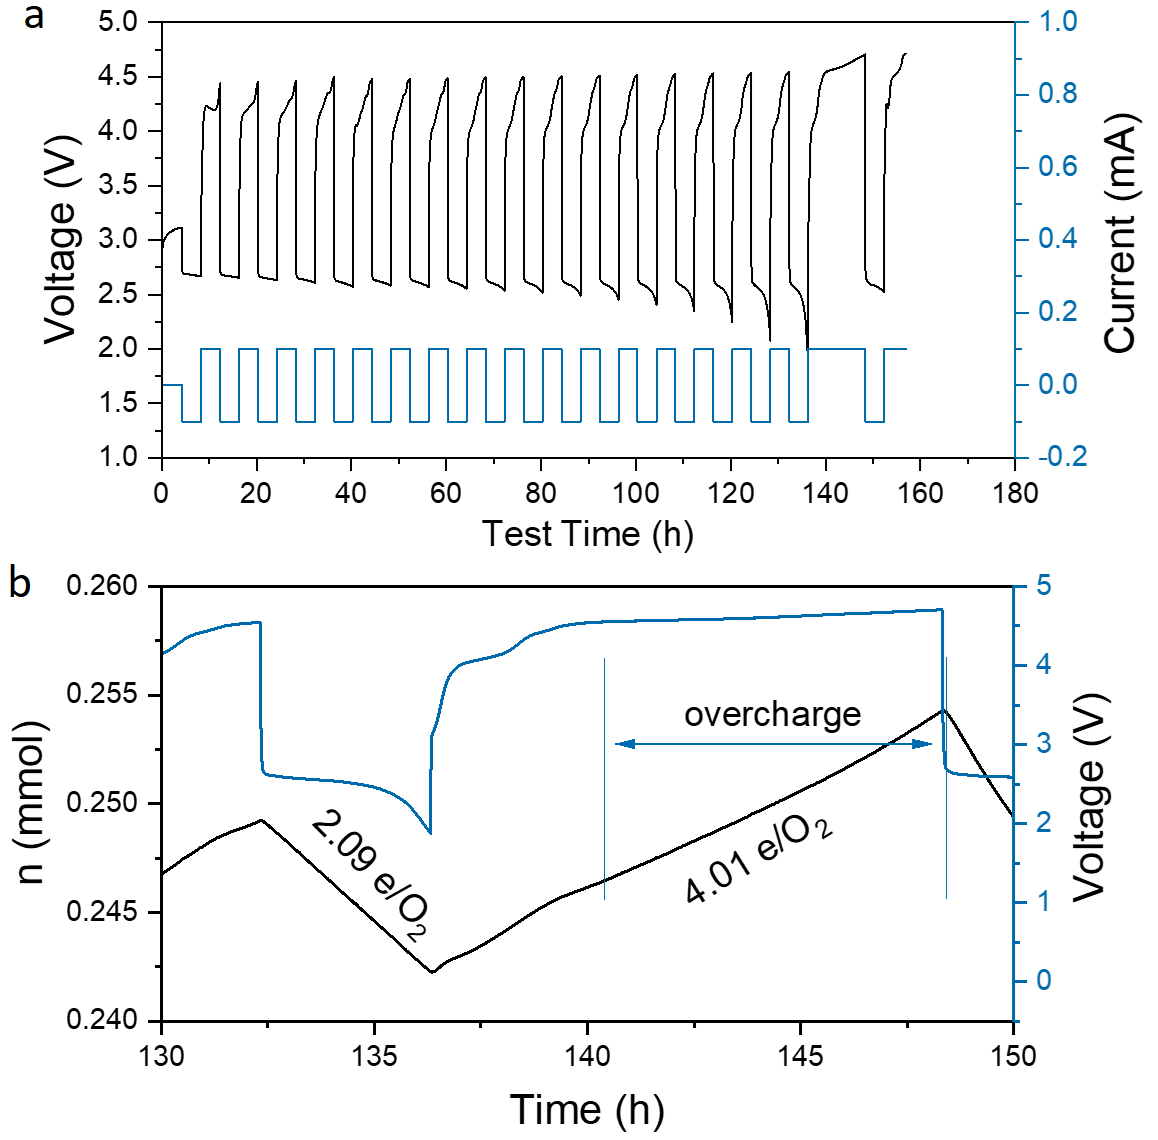 a
5.0
4.5
4.0
3.5
3.0
2.5
2.0
1.5
1.0
Voltage (V)
1.0
0.8
0.6
0.4
0.2
0.0
-0.2
Current (mA)
0 20 40 60 80 100 120 140 160 180
Test Time (h)
b
0.260
0.255
0.250
0.245
0.240
n (mmol)
overcharge
2.09 e/O₂
4.01 e/O₂
5
4
3
2
1
0
Voltage (V)
130 135 140 145 150
Time (h)